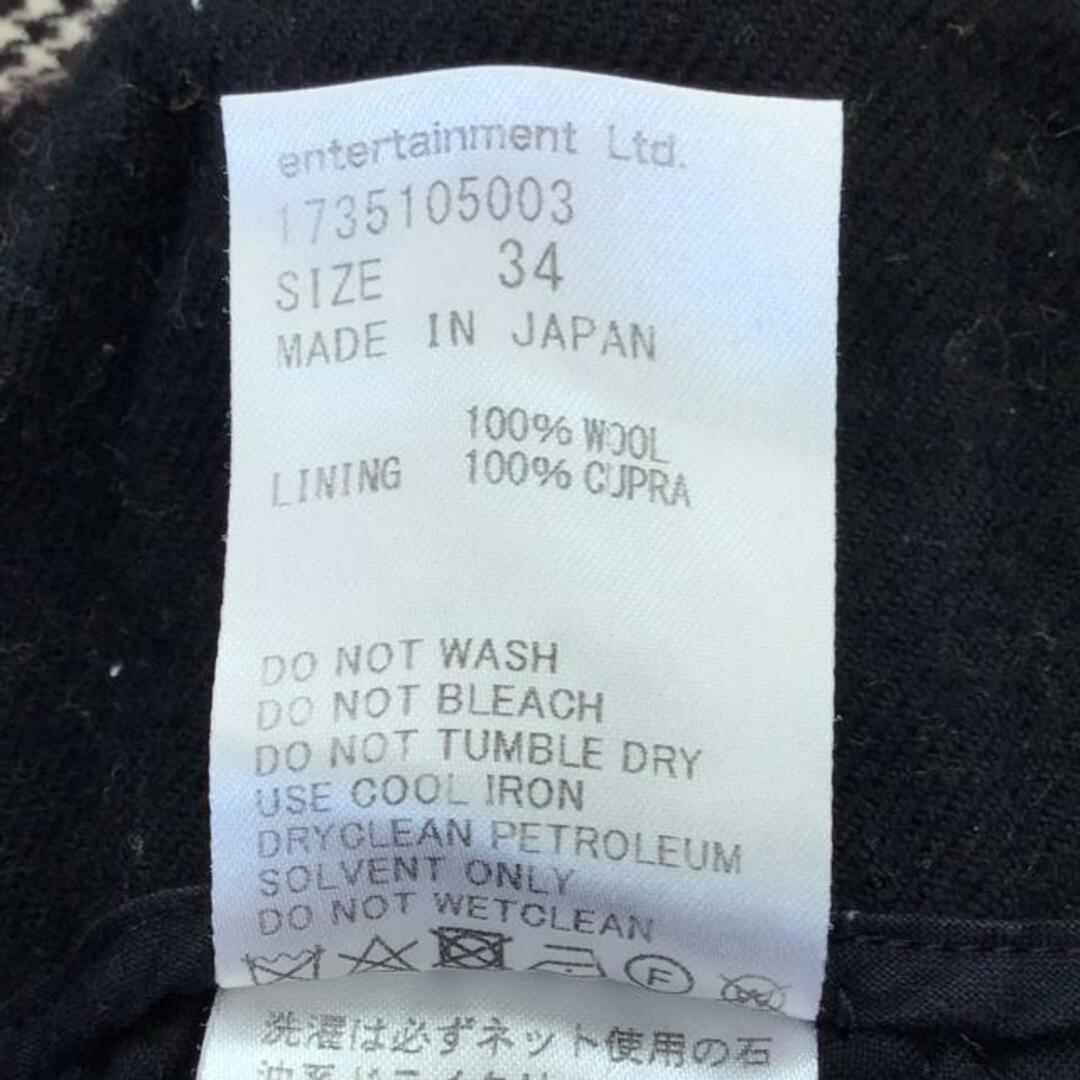 entertainment Ltd.
1735105003
SIZE 34
MADE IN JAPAN
100% WOOL
LINING 100% CUPRA
DO NOT WASH
DO NOT BLEACH
DO NOT TUMBLE DRY
USE COOL IRON
DRYCLEAN PETROLEUM
SOLVENT ONLY
DO NOT WETCLEAN
F W
洗濯は必ずネット使用の石